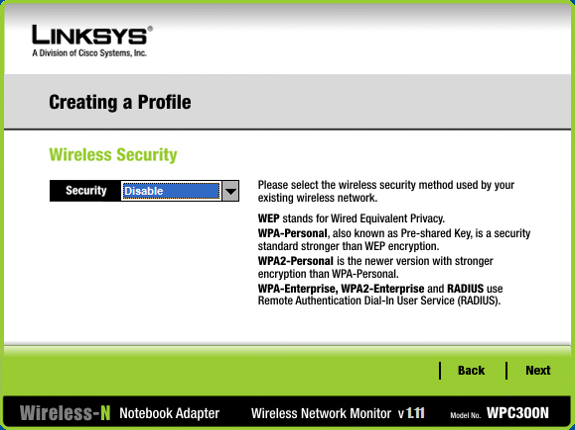 LINKSYS®
A Division of Cisco Systems, Inc.
Creating a Profile
Wireless Security
Security Disable
Please select the wireless security method used by your
existing wireless network.
WEP stands for Wired Equivalent Privacy.
WPA-Personal, also known as Pre-shared Key, is a security
standard stronger than WEP encryption.
WPA2-Personal is the newer version with stronger
encryption than WPA-Personal.
WPA-Enterprise, WPA2-Enterprise and RADIUS use
Remote Authentication Dial-In User Service (RADIUS).
Back Next
Wireless-N Notebook Adapter Wireless Network Monitor v 1.11 Model No. WPC300N